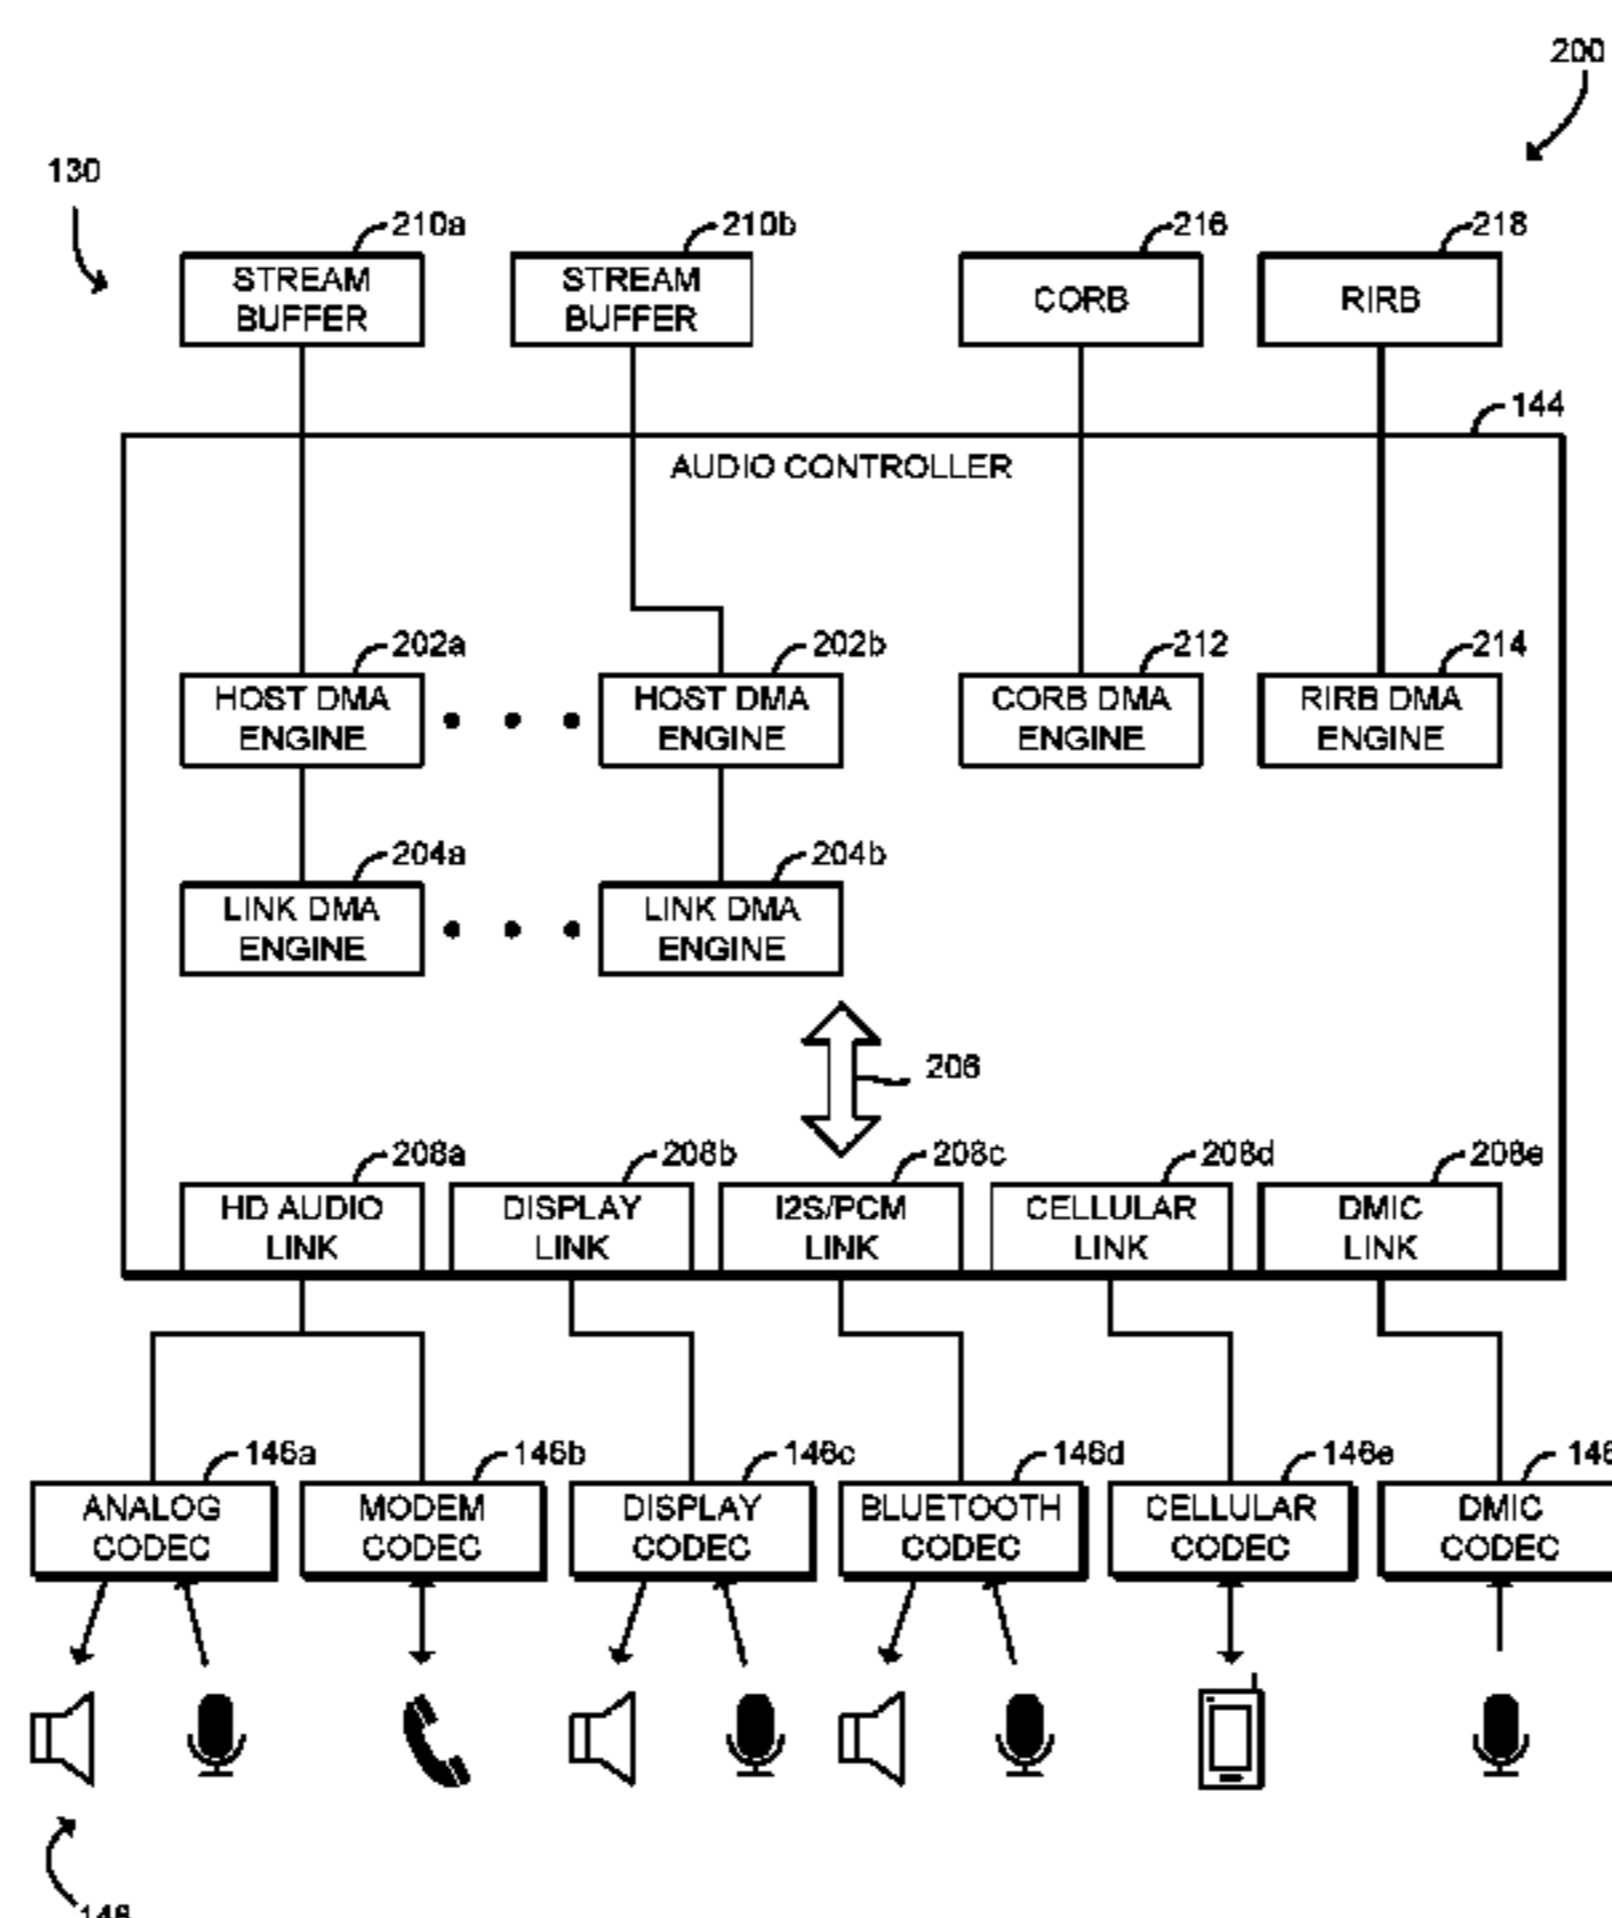 200
130
210a
210b
216
218
STREAM
BUFFER
STREAM
BUFFER
CORB
RIRB
144
AUDIO CONTROLLER
202a
202b
212
214
HOST DMA
ENGINE
HOST DMA
ENGINE
CORB DMA
ENGINE
RIRB DMA
ENGINE
204a
204b
LINK DMA
ENGINE
LINK DMA
ENGINE
206
208a
208b
208c
208d
208e
HD AUDIO
LINK
DISPLAY
LINK
I2S/PCM
LINK
CELLULAR
LINK
DMIC
LINK
146a
146b
146c
146d
146e
ANALOG
CODEC
MODEM
CODEC
DISPLAY
CODEC
BLUETOOTH
CODEC
CELLULAR
CODEC
DMIC
CODEC